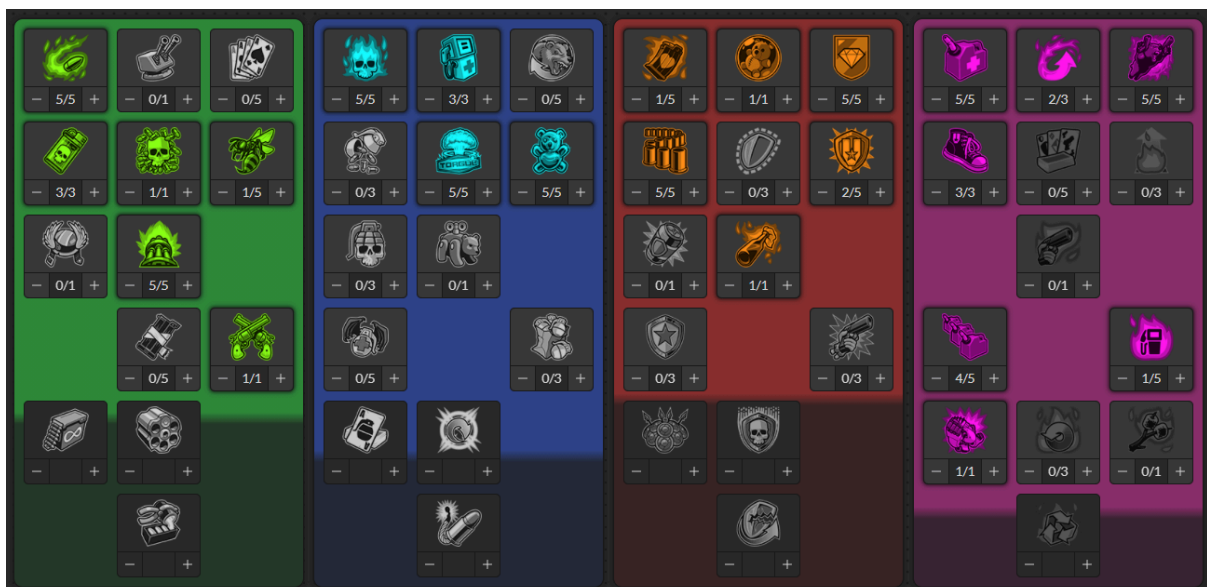 − 5/5 + − 0/1 + − 0/5 + − 5/5 + − 3/3 + − 0/5 + − 1/5 + − 1/1 + − 5/5 + − 5/5 + − 2/3 + − 5/5 +
TORGUE
− 3/3 + − 1/1 + − 1/5 + − 0/3 + − 5/5 + − 5/5 + − 5/5 + − 0/3 + − 2/5 + − 3/3 + − 0/5 + − 0/3 +
− 0/1 + − 5/5 + − 0/3 + − 0/1 + − 0/1 + − 1/1 + − 0/1 +
− 0/5 + − 1/1 + − 0/5 + − 0/3 + − 0/3 + − 0/3 + − 4/5 + − 1/5 +
− + − + − + − + − + − + − 1/1 + − 0/3 + − 0/1 +
− + − + − + − +